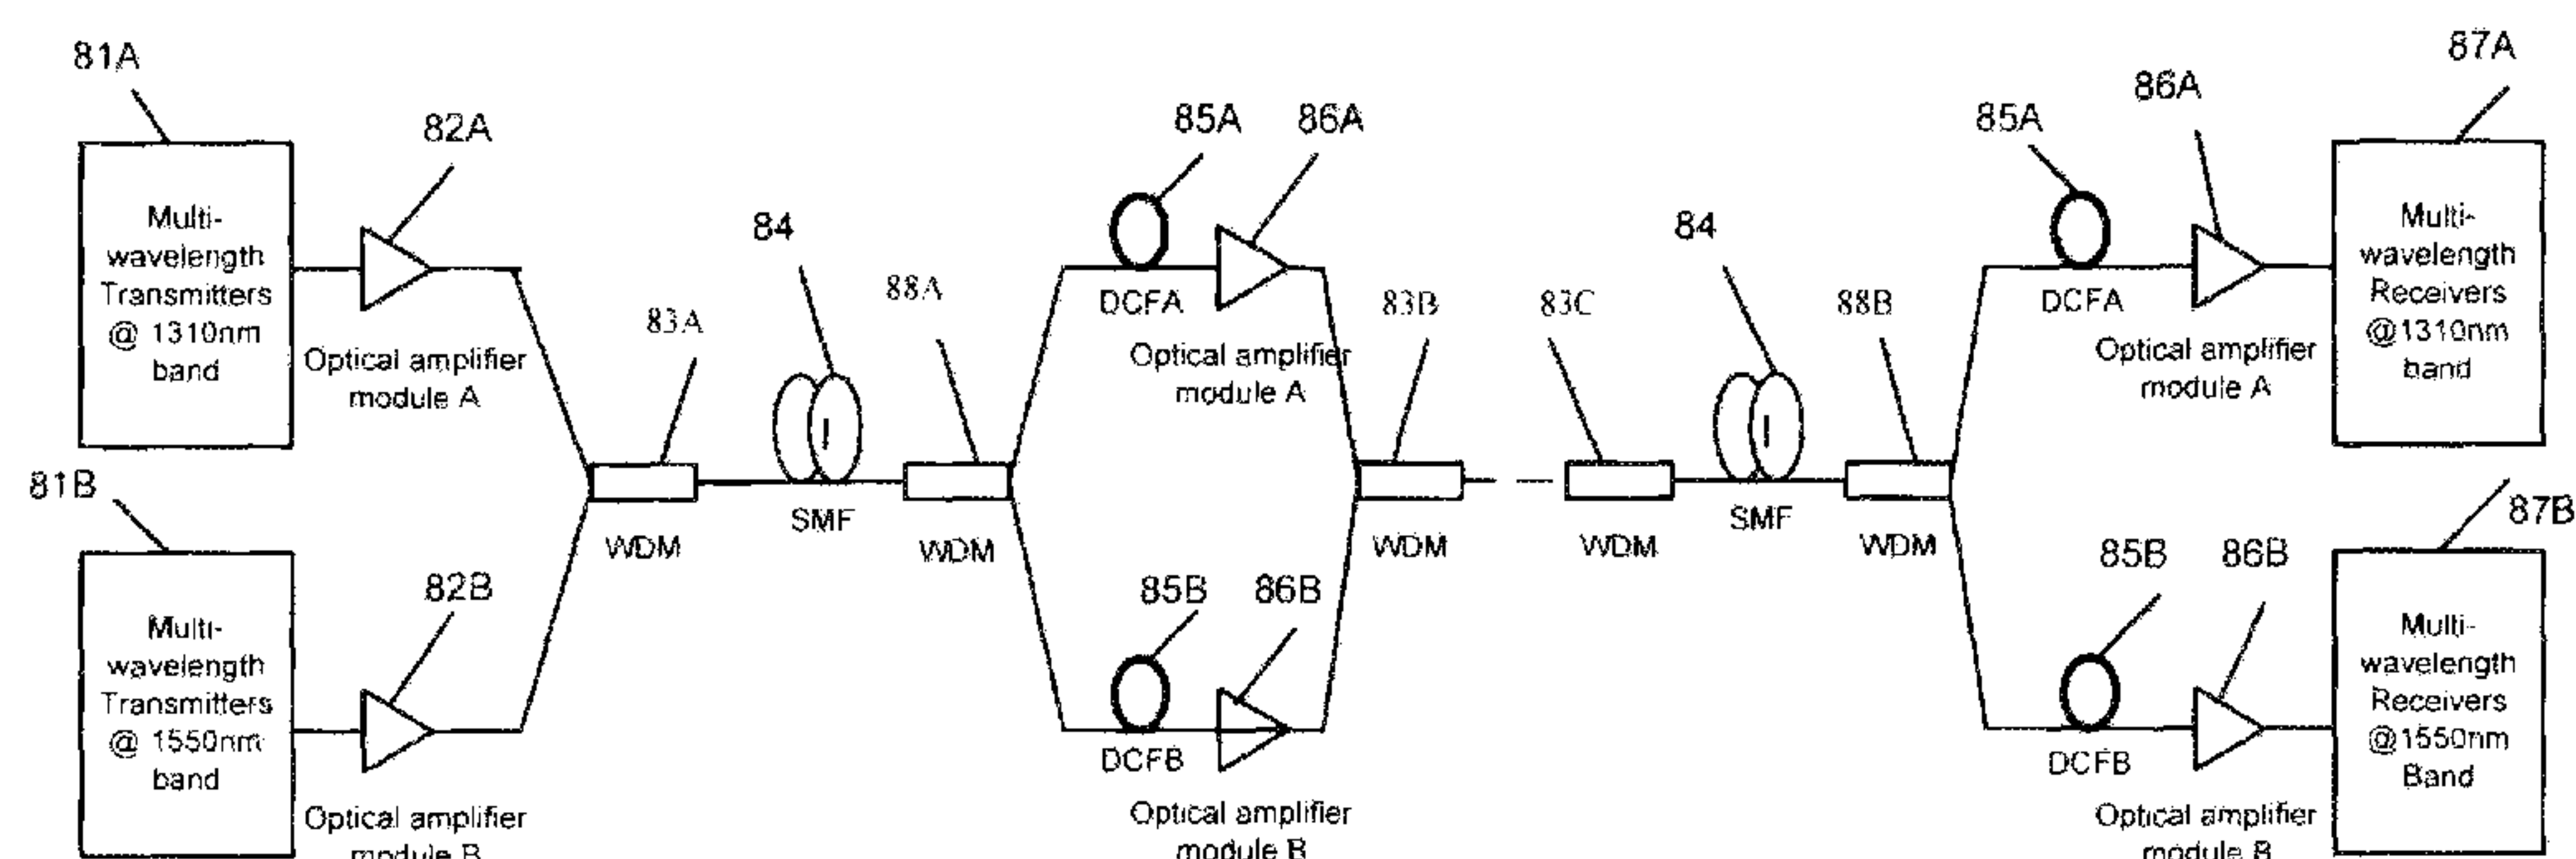 81A
82A
85A
86A
85A
86A
87A
Multi-
wavelength
Transmitters
@ 1310nm
band
Optical amplifier
module A
83A
84
88A
DCFA
Optical amplifier
module A
83B
83C
84
88B
DCFA
Optical amplifier
module A
Multi-
wavelength
Receivers
@1310nm
band
81B
WDM
SMF
WDM
WDM
WDM
SMF
WDM
87B
Multi-
wavelength
Transmitters
@ 1550nm
band
82B
Optical amplifier
module B
85B
86B
DCFB
Optical amplifier
module B
85B
86B
DCFB
Optical amplifier
module B
Multi-
wavelength
Receivers
@1550nm
Band